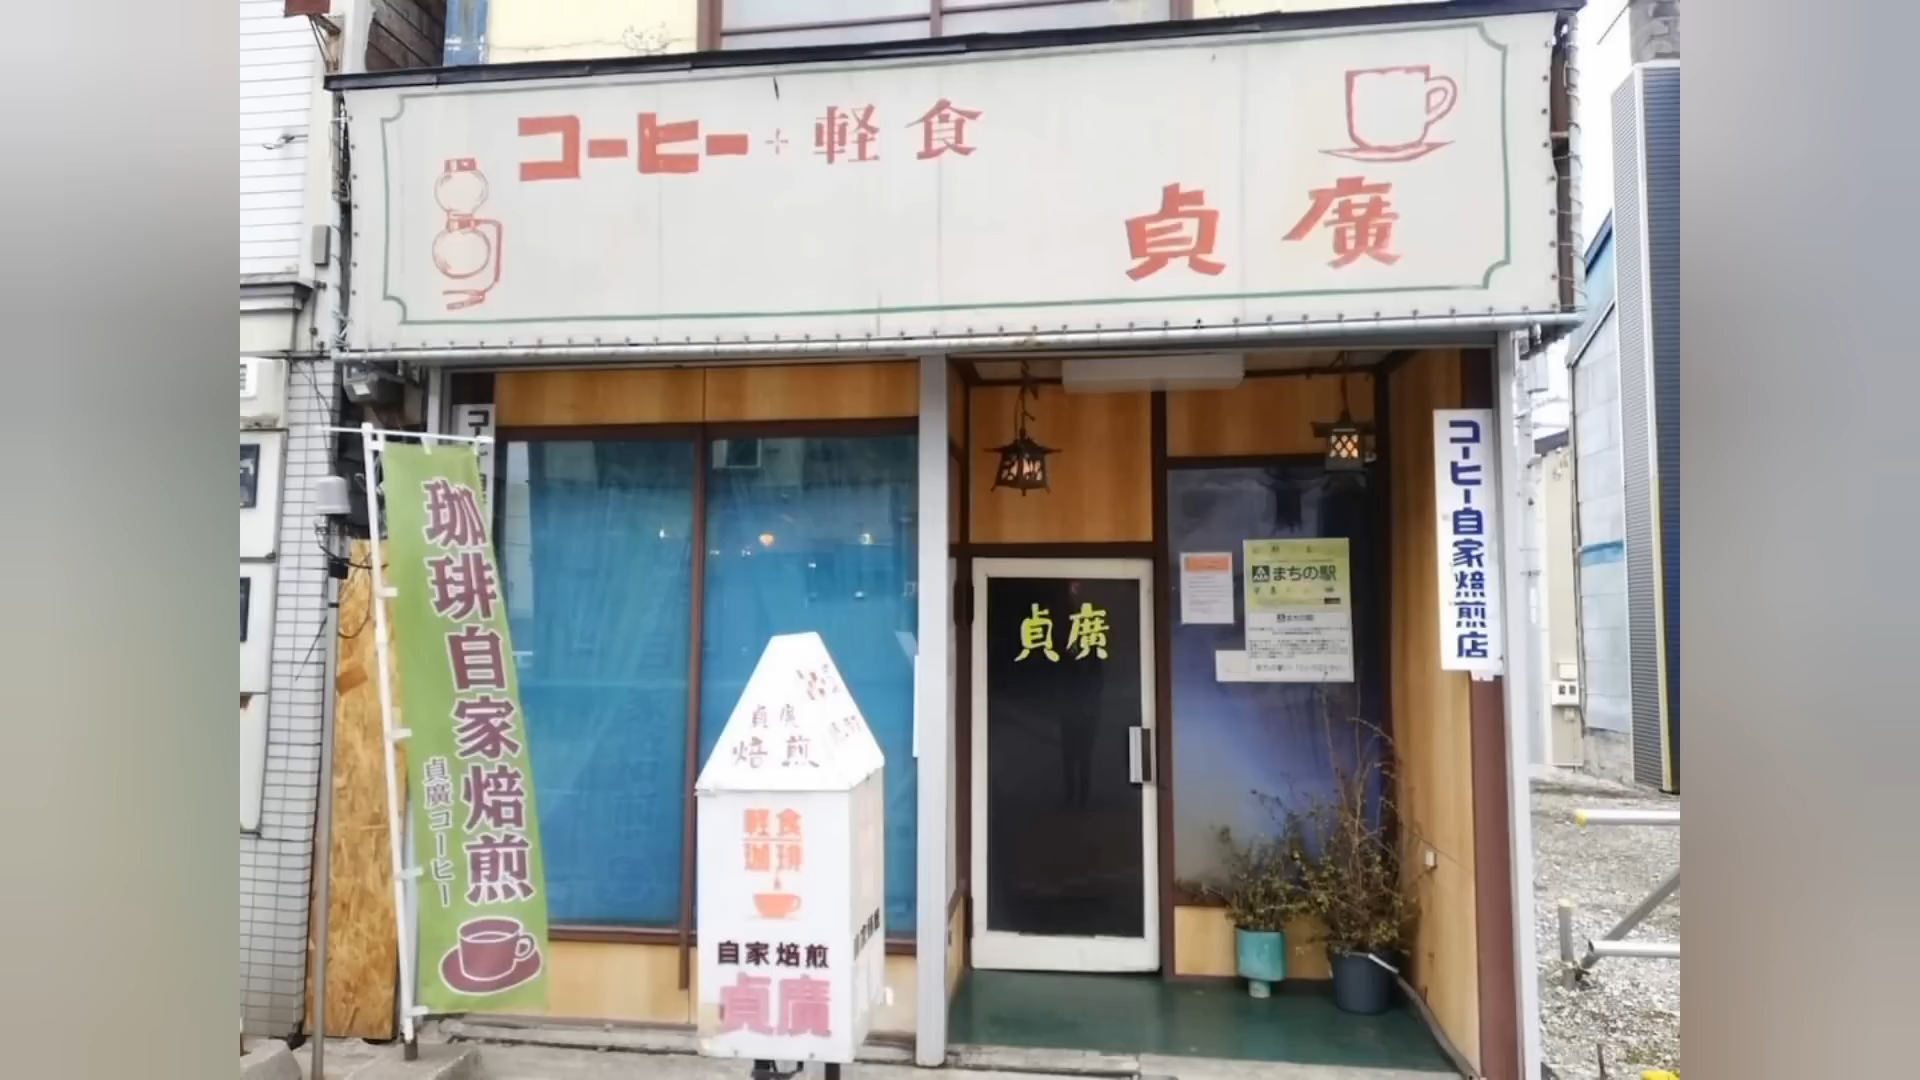 コーヒー+軽食
貞廣
珈琲自家焙煎
貞廣コーヒー
貞廣
焙煎
軽食
珈琲
自家焙煎
貞廣
貞廣
まちの駅
コーヒー自家焙煎店